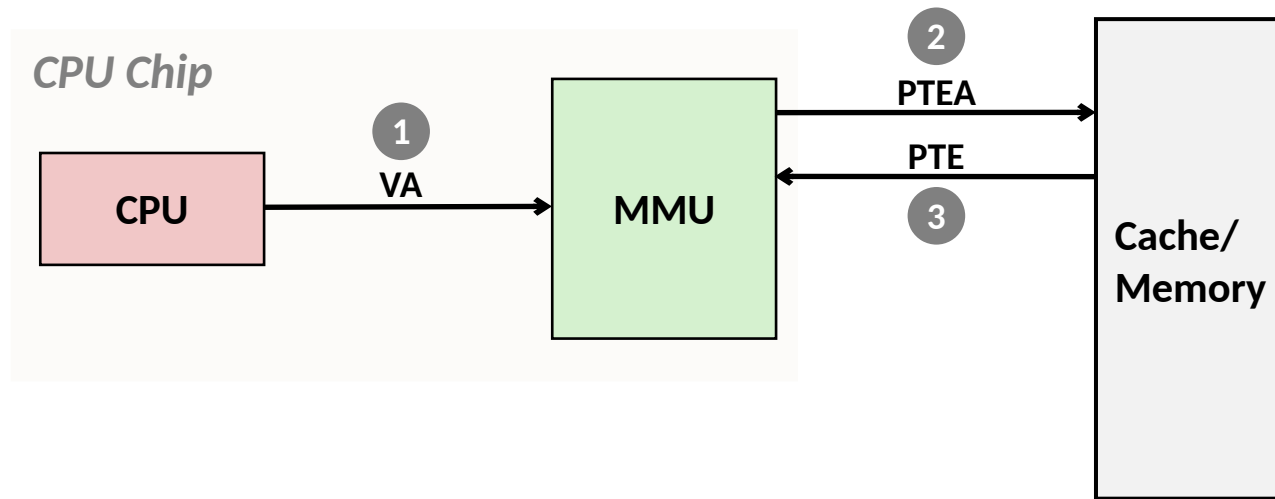 CPU Chip
2
PTEA
1
VA
PTE
3
CPU
MMU
Cache/
Memory